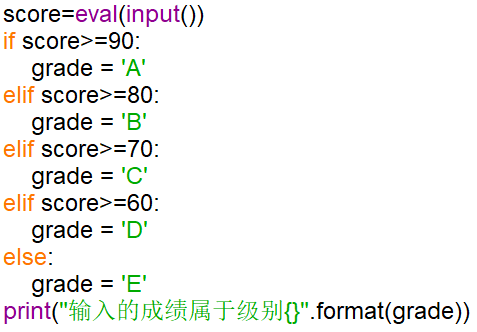 score=eval(input())
if score>=90:
    grade = 'A'
elif score>=80:
    grade = 'B'
elif score>=70:
    grade = 'C'
elif score>=60:
    grade = 'D'
else:
    grade = 'E'
print("输入的成绩属于级别{}".format(grade))